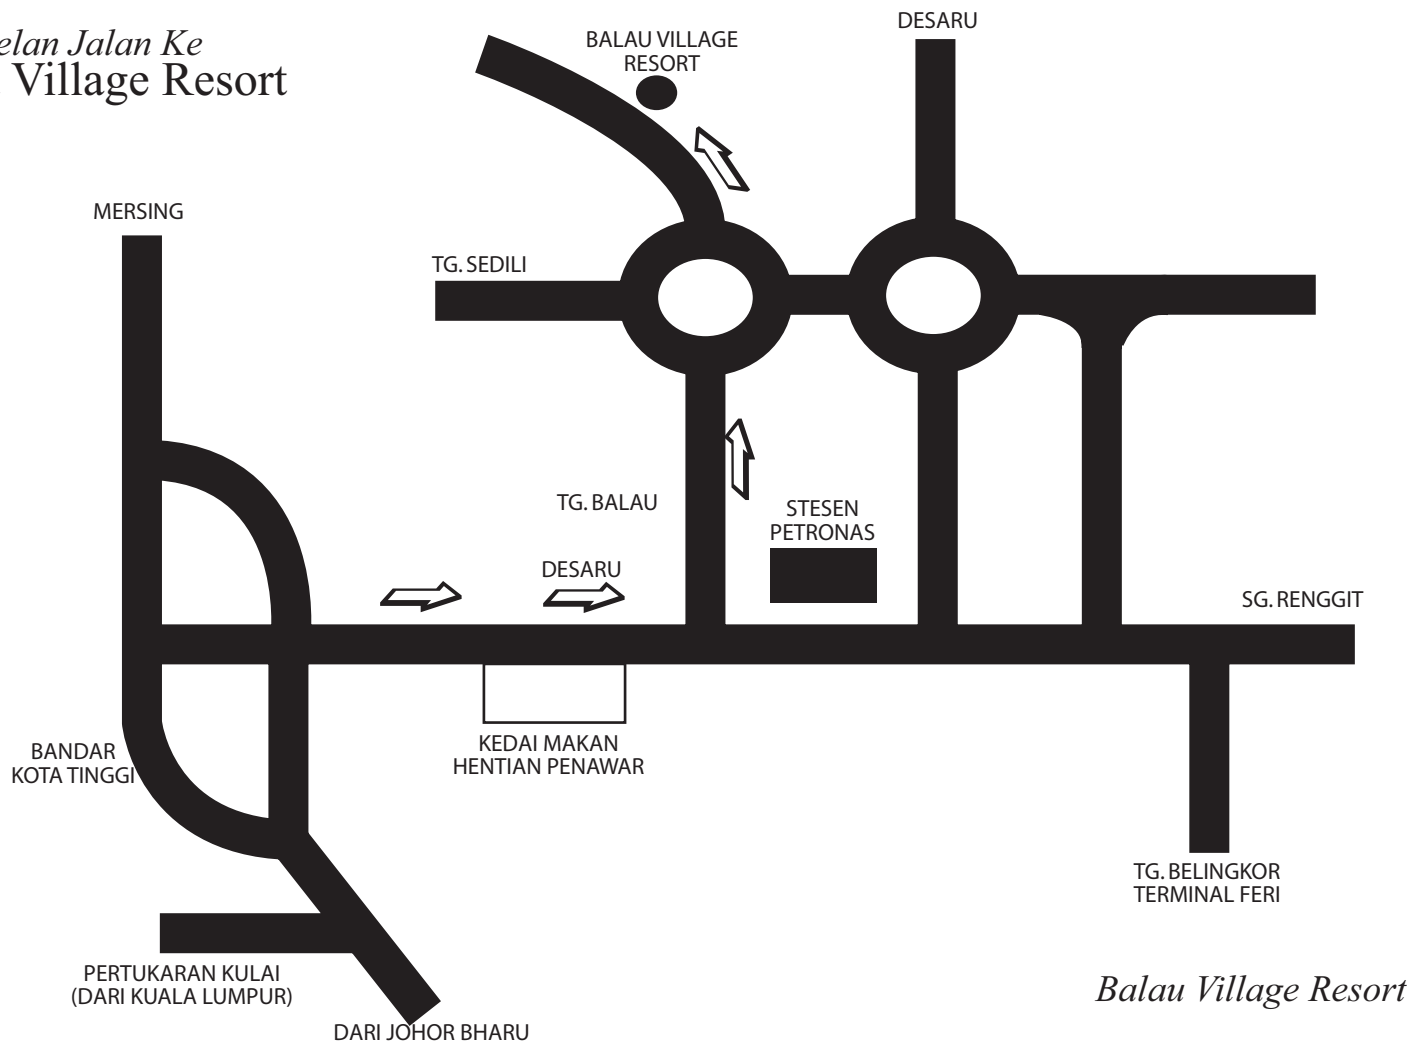 elan Jalan Ke
Village Resort
BALAU VILLAGE
RESORT
DESARU
MERSING
TG. SEDILI
TG. BALAU
STESEN
PETRONAS
DESARU
SG. RENGGIT
KEDAI MAKAN
HENTIAN PENAWAR
BANDAR
KOTA TINGGI
TG. BELINGKOR
TERMINAL FERI
PERTUKARAN KULAI
(DARI KUALA LUMPUR)
DARI JOHOR BHARU
Balau Village Resort